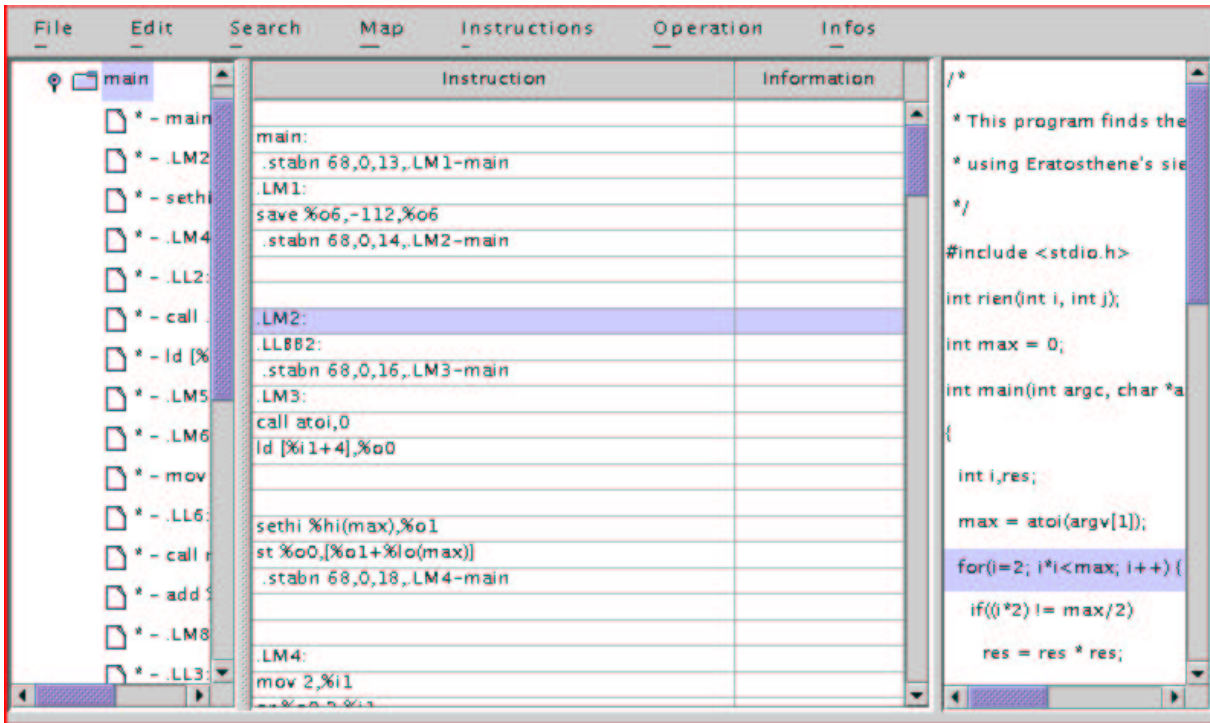 File Edit Search Map Instructions Operation Infos
main
* - main
* - .LM2
* - sethi
* - .LM4
* - .LL2:
* - call .
* - ld [%
* - .LM5
* - .LM6
* - mov
* - .LL6:
* - call
* - add
* - .LM8
* - .LL3:
Instruction Information
main:
.stabn 68,0,13,.LM1-main
.LM1:
save %o6,-112,%o6
.stabn 68,0,14,.LM2-main
.LM2:
.LLBB2:
.stabn 68,0,16,.LM3-main
.LM3:
call atoi,0
ld [%i1+4],%o0
sethi %hi(max),%o1
st %o0,[%o1+%lo(max)]
.stabn 68,0,18,.LM4-main
.LM4:
mov 2,%i1
/*
* This program finds the
* using Eratosthene's sie
*/
#include <stdio.h>
int rien(int i, int j);
int max = 0;
int main(int argc, char *a
{
int i,res;
max = atoi(argv[1]);
for(i=2; i*i<max; i++) {
if((i*2) != max/2)
res = res * res;